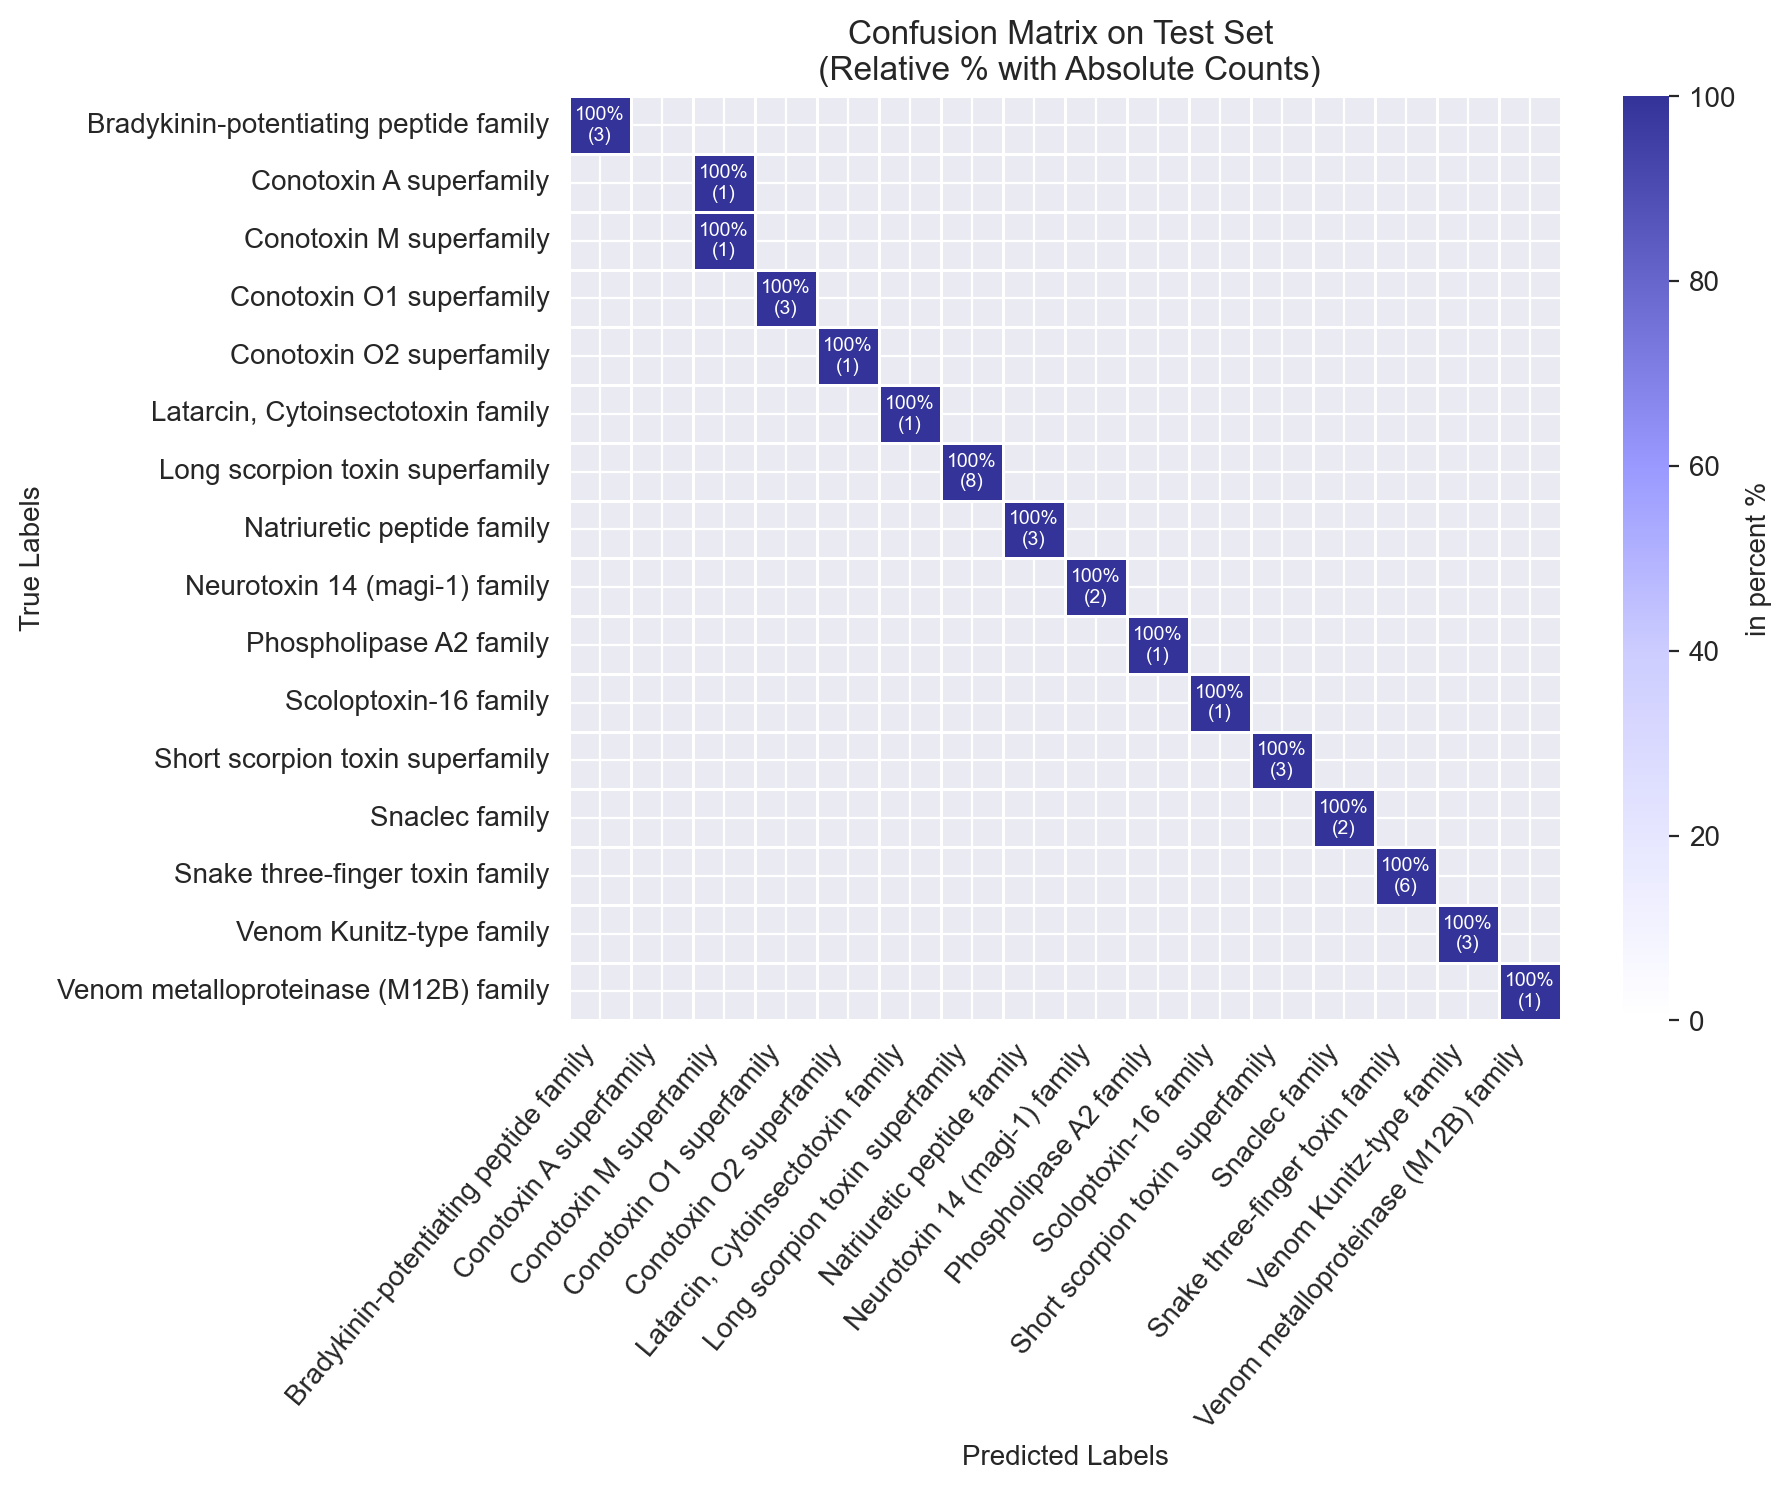 Confusion Matrix on Test Set
(Relative % with Absolute Counts)
True Labels
Bradykinin-potentiating peptide family
100%
(3)
Conotoxin A superfamily
100%
(1)
Conotoxin M superfamily
100%
(1)
Conotoxin O1 superfamily
100%
(3)
Conotoxin O2 superfamily
100%
(1)
Latarcin, Cytoinsectotoxin family
100%
(1)
Long scorpion toxin superfamily
100%
(8)
Natriuretic peptide family
100%
(3)
Neurotoxin 14 (magi-1) family
100%
(2)
Phospholipase A2 family
100%
(1)
Scoloptoxin-16 family
100%
(1)
Short scorpion toxin superfamily
100%
(3)
Snaclec family
100%
(2)
Snake three-finger toxin family
100%
(6)
Venom Kunitz-type family
100%
(3)
Venom metalloproteinase (M12B) family
100%
(1)
Bradykinin-potentiating peptide family
Conotoxin A superfamily
Conotoxin M superfamily
Conotoxin O1 superfamily
Conotoxin O2 superfamily
Latarcin, Cytoinsectotoxin family
Long scorpion toxin superfamily
Natriuretic peptide family
Neurotoxin 14 (magi-1) family
Phospholipase A2 family
Scoloptoxin-16 family
Short scorpion toxin superfamily
Snaclec family
Snake three-finger toxin family
Venom Kunitz-type family
Venom metalloproteinase (M12B) family
Predicted Labels
100
80
60
40
20
0
in percent %